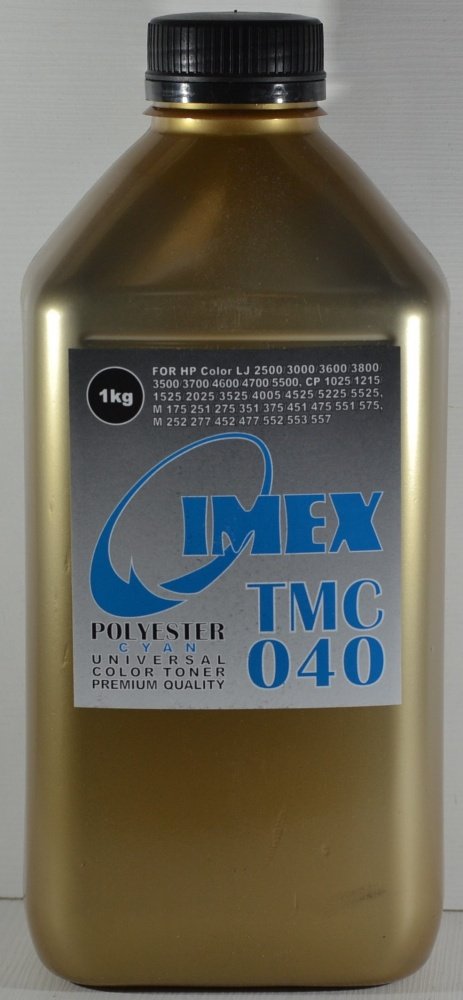 1kg
FOR HP Color LJ 2500/3000/3600/3800/
3500/3700/4600/4700/5500, CP 1025/1215
1525/2025/3525/4005/4525/5225/5525,
M 175/251/275/351/375/451/475/551/575,
M 252/277/452/477/552/553/557
IMEX
TMC
040
POLYESTER
CYAN
UNIVERSAL
COLOR TONER
PREMIUM QUALITY